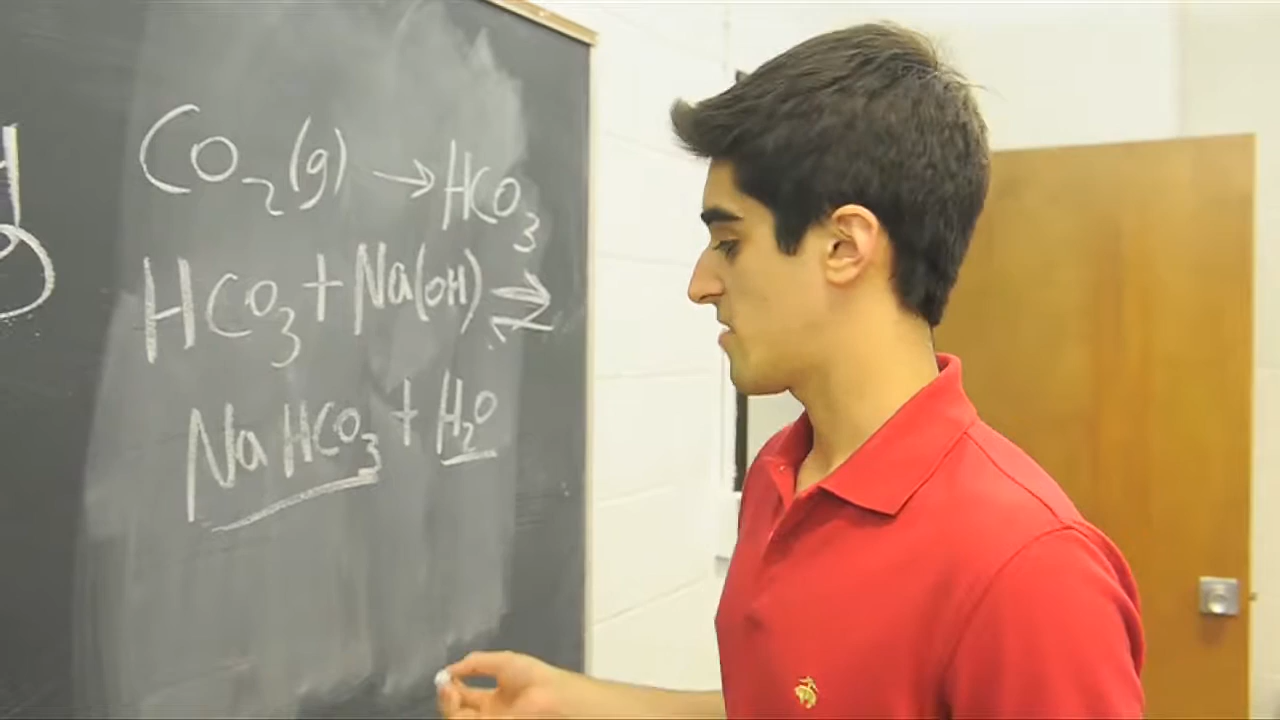 CO₂(g) → HCO₃
HCO₃ + Na(OH) ⇌
NaHCO₃ + H₂O